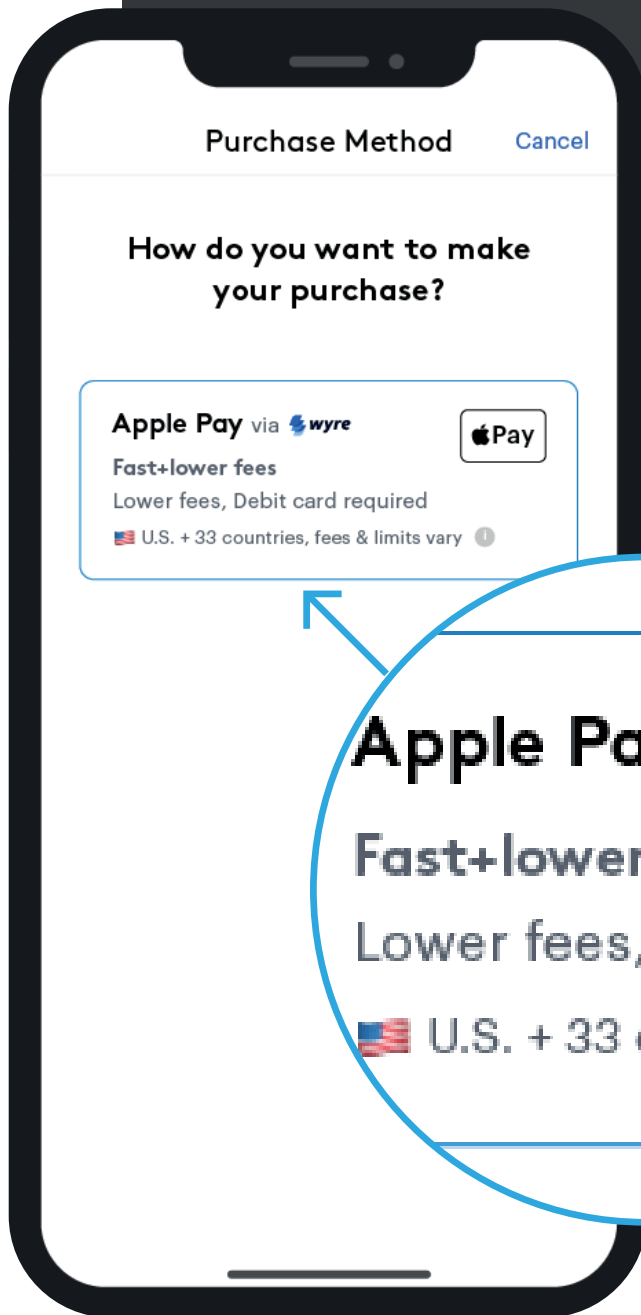 Purchase Method Cancel
How do you want to make
your purchase?
Apple Pay via wyre
Pay
Fast+lower fees
Lower fees, Debit card required
U.S. + 33 countries, fees & limits vary i
Apple Pa
Fast+lower
Lower fees,
U.S. + 33